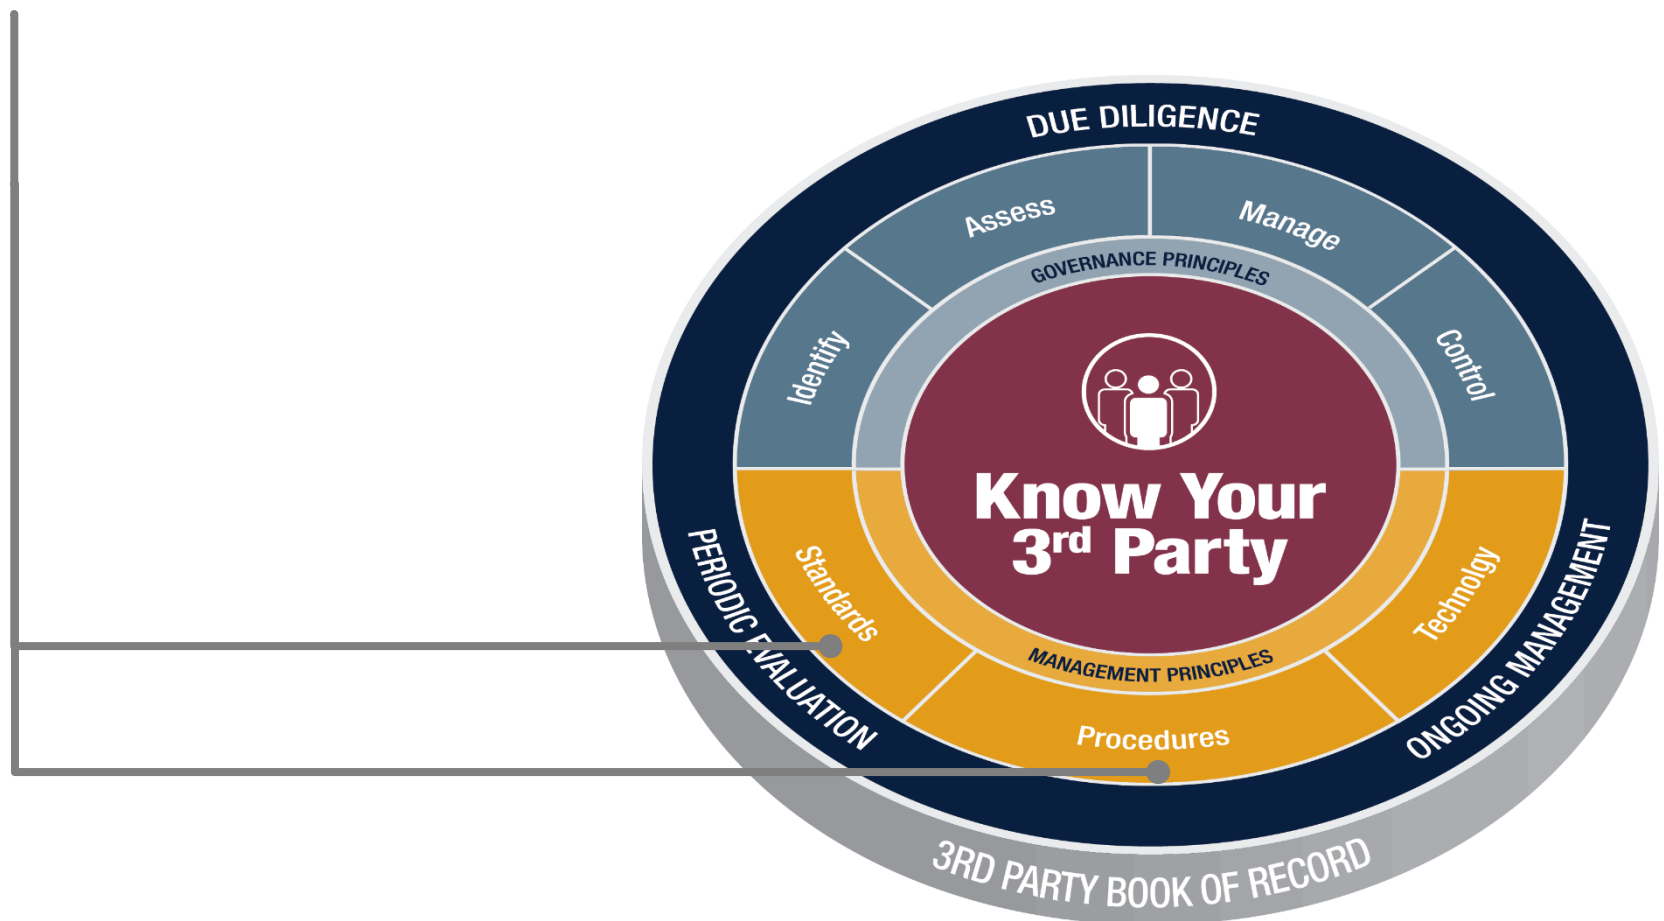 DUE DILIGENCE
Assess
Manage
GOVERNANCE PRINCIPLES
Identify
Control
Know Your
3rd Party
Standards
Technolgy
PERIODIC EVALUATION
ONGOING MANAGEMENT
MANAGEMENT PRINCIPLES
Procedures
3RD PARTY BOOK OF RECORD